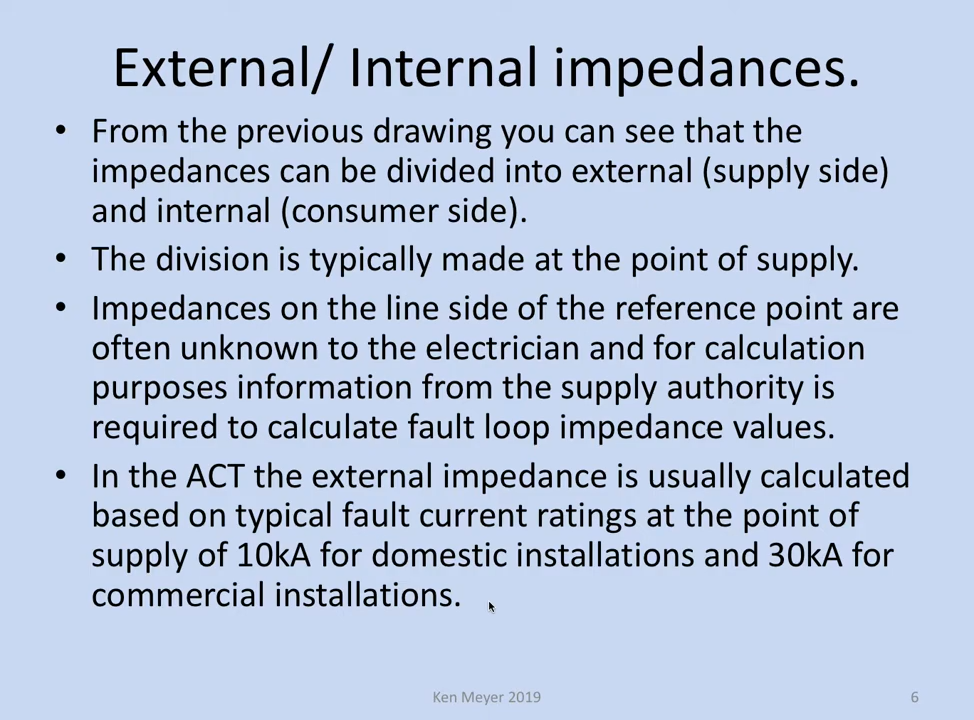 External/ Internal impedances.
• From the previous drawing you can see that the
impedances can be divided into external (supply side)
and internal (consumer side).
• The division is typically made at the point of supply.
• Impedances on the line side of the reference point are
often unknown to the electrician and for calculation
purposes information from the supply authority is
required to calculate fault loop impedance values.
• In the ACT the external impedance is usually calculated
based on typical fault current ratings at the point of
supply of 10kA for domestic installations and 30kA for
commercial installations.
Ken Meyer 2019
6